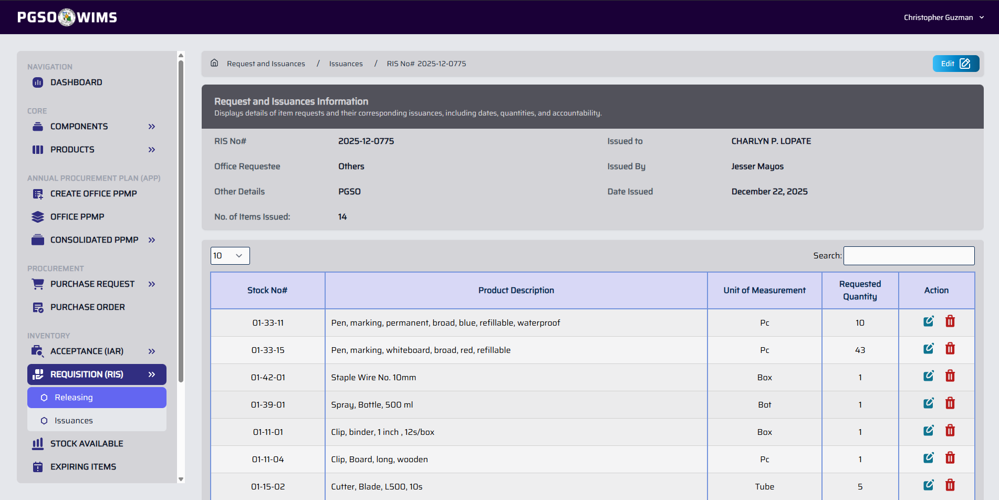 PGSO WIMS
Christopher Guzman
NAVIGATION
DASHBOARD
CORE
COMPONENTS
PRODUCTS
ANNUAL PROCUREMENT PLAN (APP)
CREATE OFFICE PPMP
OFFICE PPMP
CONSOLIDATED PPMP
PROCUREMENT
PURCHASE REQUEST
PURCHASE ORDER
INVENTORY
ACCEPTANCE (IAR)
REQUISITION (RIS)
Releasing
Issuances
STOCK AVAILABLE
EXPIRING ITEMS
Request and Issuances / Issuances / RIS No# 2025-12-0775
Edit
Request and Issuances Information
Displays details of item requests and their corresponding issuances, including dates, quantities, and accountability.
RIS No# 2025-12-0775 Issued to CHARLYN P. LOPATE
Office Requestee Others Issued By Jesser Mayos
Other Details PGSO Date Issued December 22, 2025
No. of Items Issued: 14
10 Search:
Stock No# Product Description Unit of Measurement Requested Quantity Action
01-33-11 Pen, marking, permanent, broad, blue, refillable, waterproof Pc 10
01-33-15 Pen, marking, whiteboard, broad, red, refillable Pc 43
01-42-01 Staple Wire No. 10mm Box 1
01-39-01 Spray, Bottle, 500 ml Bot 1
01-11-01 Clip, binder, 1 inch , 12s/box Box 1
01-11-04 Clip, Board, long, wooden Pc 1
01-15-02 Cutter, Blade, L500, 10s Tube 5